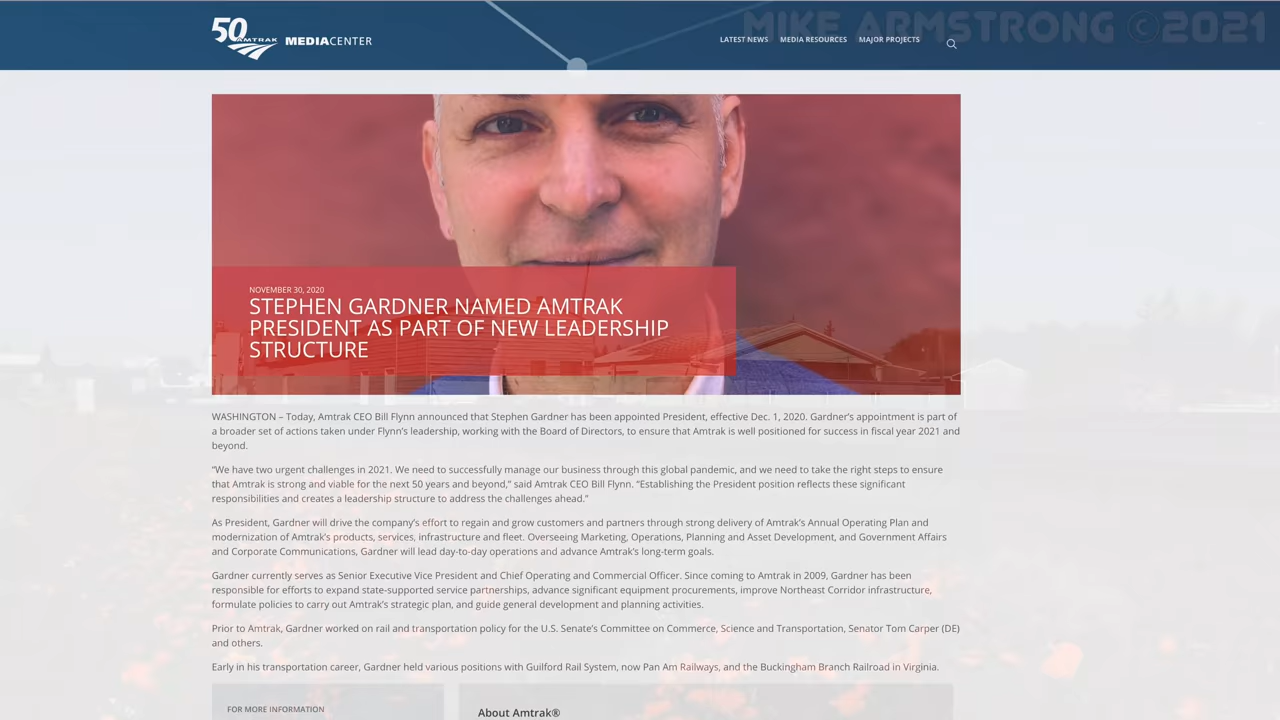 MIKE ARMSTRONG ©2021
50
AMTRAK
MEDIACENTER
LATEST NEWS
MEDIA RESOURCES
MAJOR PROJECTS
NOVEMBER 30, 2020
STEPHEN GARDNER NAMED AMTRAK
PRESIDENT AS PART OF NEW LEADERSHIP
STRUCTURE
WASHINGTON – Today, Amtrak CEO Bill Flynn announced that Stephen Gardner has been appointed President, effective Dec. 1, 2020. Gardner’s appointment is part of
a broader set of actions taken under Flynn’s leadership, working with the Board of Directors, to ensure that Amtrak is well positioned for success in fiscal year 2021 and
beyond.
“We have two urgent challenges in 2021. We need to successfully manage our business through this global pandemic, and we need to take the right steps to ensure
that Amtrak is strong and viable for the next 50 years and beyond,” said Amtrak CEO Bill Flynn. “Establishing the President position reflects these significant
responsibilities and creates a leadership structure to address the challenges ahead.”
As President, Gardner will drive the company’s effort to regain and grow customers and partners through strong delivery of Amtrak’s Annual Operating Plan and
modernization of Amtrak’s products, services, infrastructure and fleet. Overseeing Marketing, Operations, Planning and Asset Development, and Government Affairs
and Corporate Communications, Gardner will lead day-to-day operations and advance Amtrak’s long-term goals.
Gardner currently serves as Senior Executive Vice President and Chief Operating and Commercial Officer. Since coming to Amtrak in 2009, Gardner has been
responsible for efforts to expand state-supported service partnerships, advance significant equipment procurements, improve Northeast Corridor infrastructure,
formulate policies to carry out Amtrak’s strategic plan, and guide general development and planning activities.
Prior to Amtrak, Gardner worked on rail and transportation policy for the U.S. Senate’s Committee on Commerce, Science and Transportation, Senator Tom Carper (DE)
and others.
Early in his transportation career, Gardner held various positions with Guilford Rail System, now Pan Am Railways, and the Buckingham Branch Railroad in Virginia.
FOR MORE INFORMATION
About Amtrak®